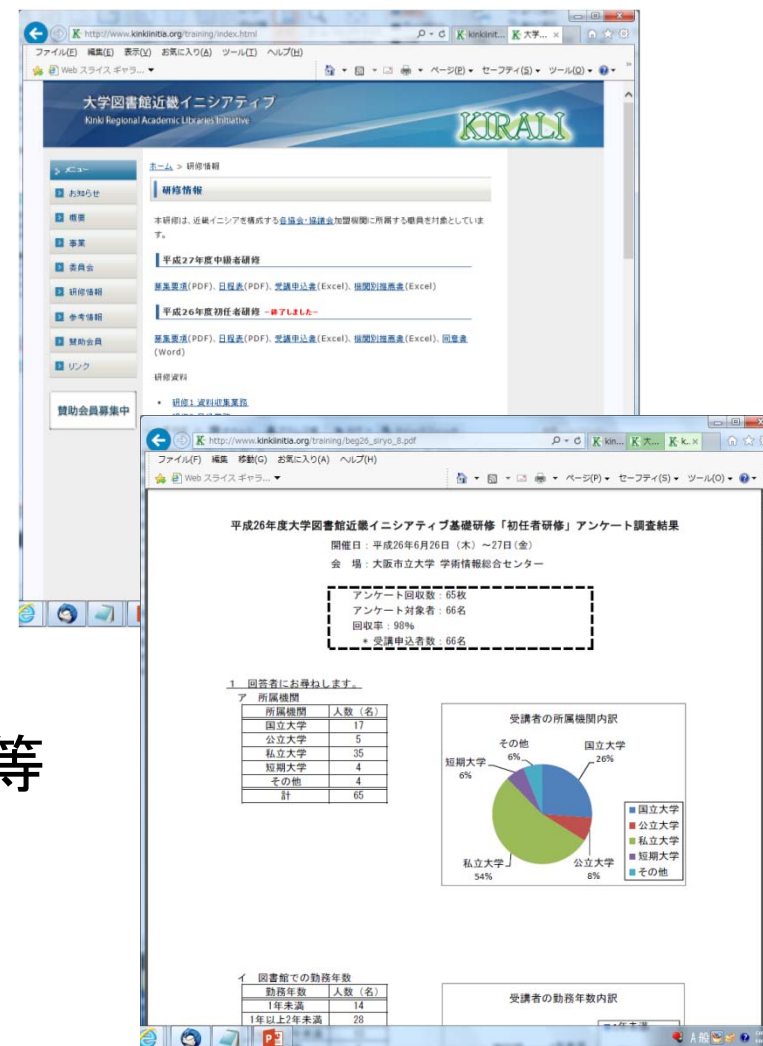 http://www.kinkiinitia.org/training/index.html
kinkiinit...
大学...
ファイル(F) 編集(E) 表示(V) お気に入り(A) ツール(T) ヘルプ(H)
Web スライス ギャラ...
ページ(P) セーフティ(S) ツール(O)
大学図書館近畿イニシアティブ
Kinki Regional Academic Libraries Initiative
KIRALI
メニュー
お知らせ
概要
事業
委員会
研修情報
参考情報
賛助会員
リンク
賛助会員募集中
ホーム > 研修情報
研修情報
本研修は、近畿イニシアを構成する各協会・協議会加盟機関に所属する職員を対象としていま
す。
平成27年度中級者研修
募集要項(PDF)、日程表(PDF)、受講申込書(Excel)、機関別推薦書(Excel)
平成26年度初任者研修 -終了しました-
募集要項(PDF)、日程表(PDF)、受講申込書(Excel)、機関別推薦書(Excel)、同意書
(Word)
研修資料
• 研修1 資料収集業務
等
http://www.kinkiinitia.org/training/beg26_siryo_8.pdf
kin...
大...
k...
ファイル(F) 編集 移動(G) お気に入り(A) ヘルプ(H)
Web スライス ギャラ...
ページ(P) セーフティ(S) ツール(O)
平成26年度大学図書館近畿イニシアティブ基礎研修「初任者研修」アンケート調査結果
開催日:平成26年6月26日(木)~27日(金)
会 場:大阪市立大学 学術情報総合センター
アンケート回収数:65枚
アンケート対象者:66名
回収率:98%
* 受講申込者数:66名
1 回答者にお尋ねします。
ア 所属機関
所属機関 人数(名)
国立大学 17
公立大学 5
私立大学 35
短期大学 4
その他 4
計 65
受講者の所属機関内訳
その他
6%
国立大学
26%
短期大学
6%
私立大学
54%
公立大学
8%
国立大学
公立大学
私立大学
短期大学
その他
イ 図書館での勤務年数
勤務年数 人数(名)
1年未満 14
1年以上2年未満 28
受講者の勤務年数内訳
A 般